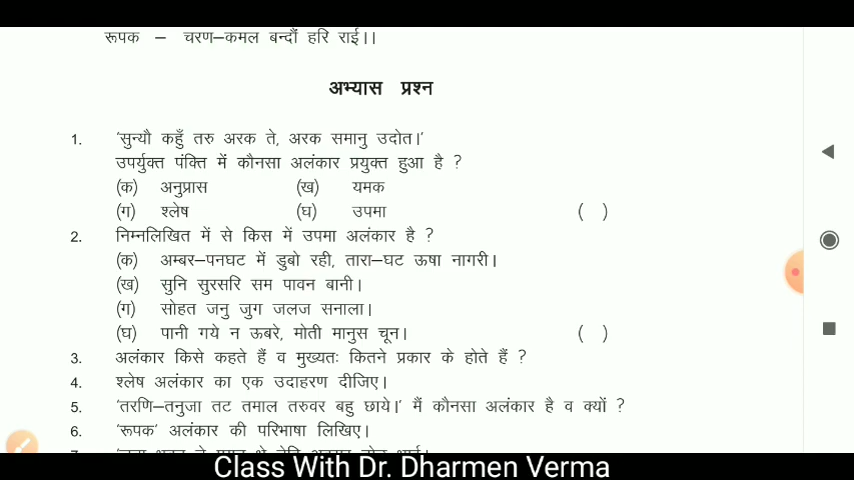 रूपक – चरण–कमल बन्दौं हरि राई।।
अभ्यास प्रश्न
1. ‘सुन्यौ कहुँ तरु अरक ते, अरक समानु उदोत।’
उपर्युक्त पंक्ति में कौनसा अलंकार प्रयुक्त हुआ है ?
(क) अनुप्रास (ख) यमक
(ग) श्लेष (घ) उपमा ( )
2. निम्नलिखित में से किस में उपमा अलंकार है ?
(क) अम्बर–पनघट में डुबो रही, तारा–घट ऊषा नागरी।
(ख) सुनि सुरसरि सम पावन बानी।
(ग) सोहत जनु जुग जलज सनाला।
(घ) पानी गये न ऊबरे, मोती मानुस चून। ( )
3. अलंकार किसे कहते हैं व मुख्यतः कितने प्रकार के होते हैं ?
4. श्लेष अलंकार का एक उदाहरण दीजिए।
5. ‘तरणि–तनुजा तट तमाल तरुवर बहु छाये।’ मैं कौनसा अलंकार है व क्यों ?
6. ‘रूपक’ अलंकार की परिभाषा लिखिए।
7.
Class With Dr. Dharmen Verma